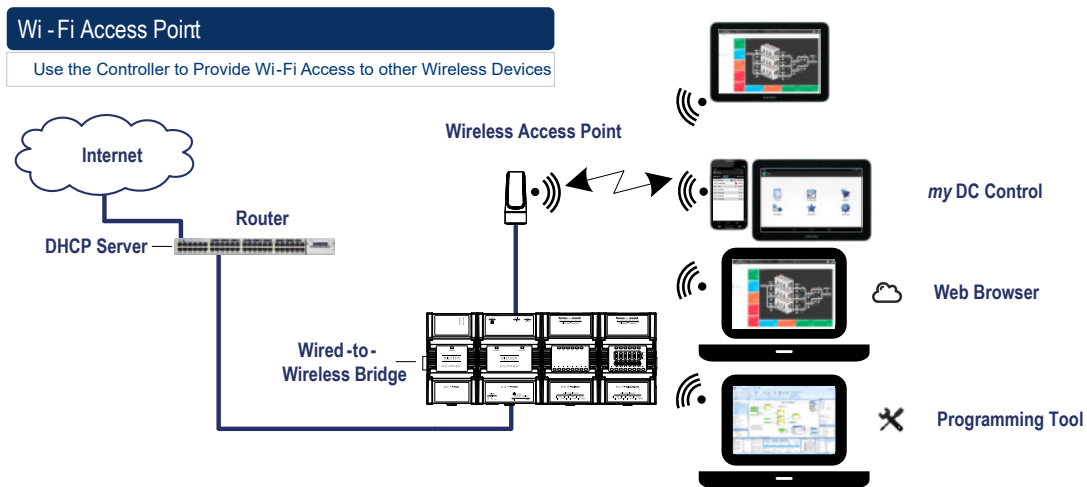 Wi-Fi Access Point
Use the Controller to Provide Wi-Fi Access to other Wireless Devices
Wireless Access Point
Internet
my DC Control
Router
DHCP Server
Web Browser
Wired-to-
Wireless Bridge
Programming Tool